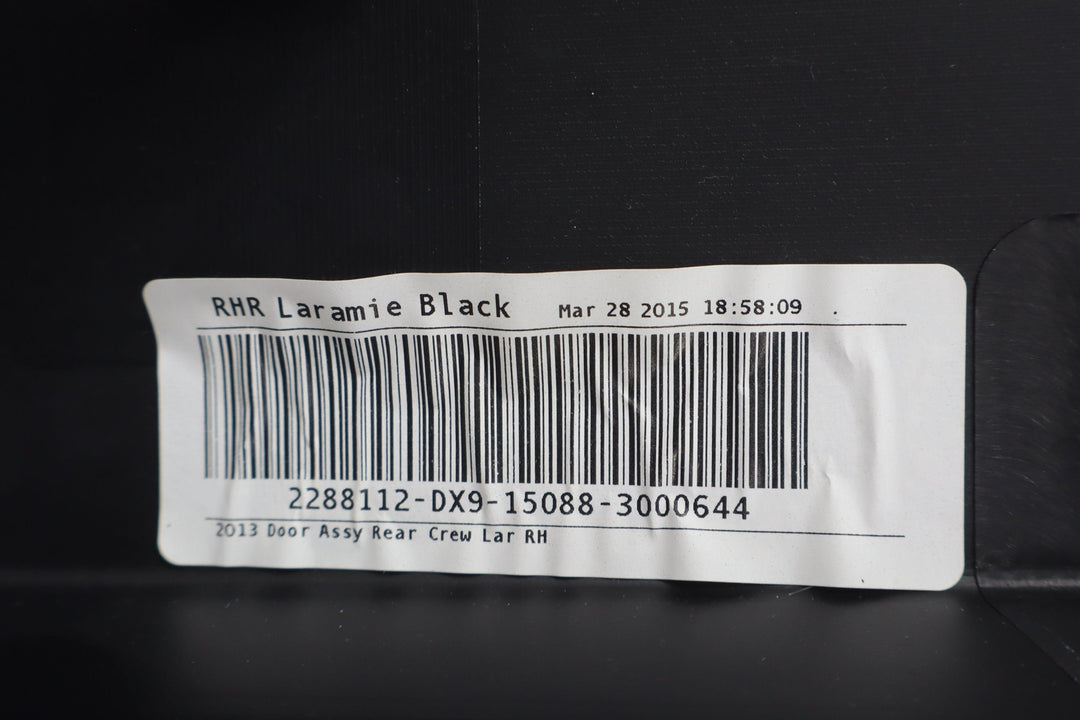 RHR Laramie Black Mar 28 2015 18:58:09 .
2288112-DX9-15088-3000644
2013 Door Assy Rear Crew Lar RH